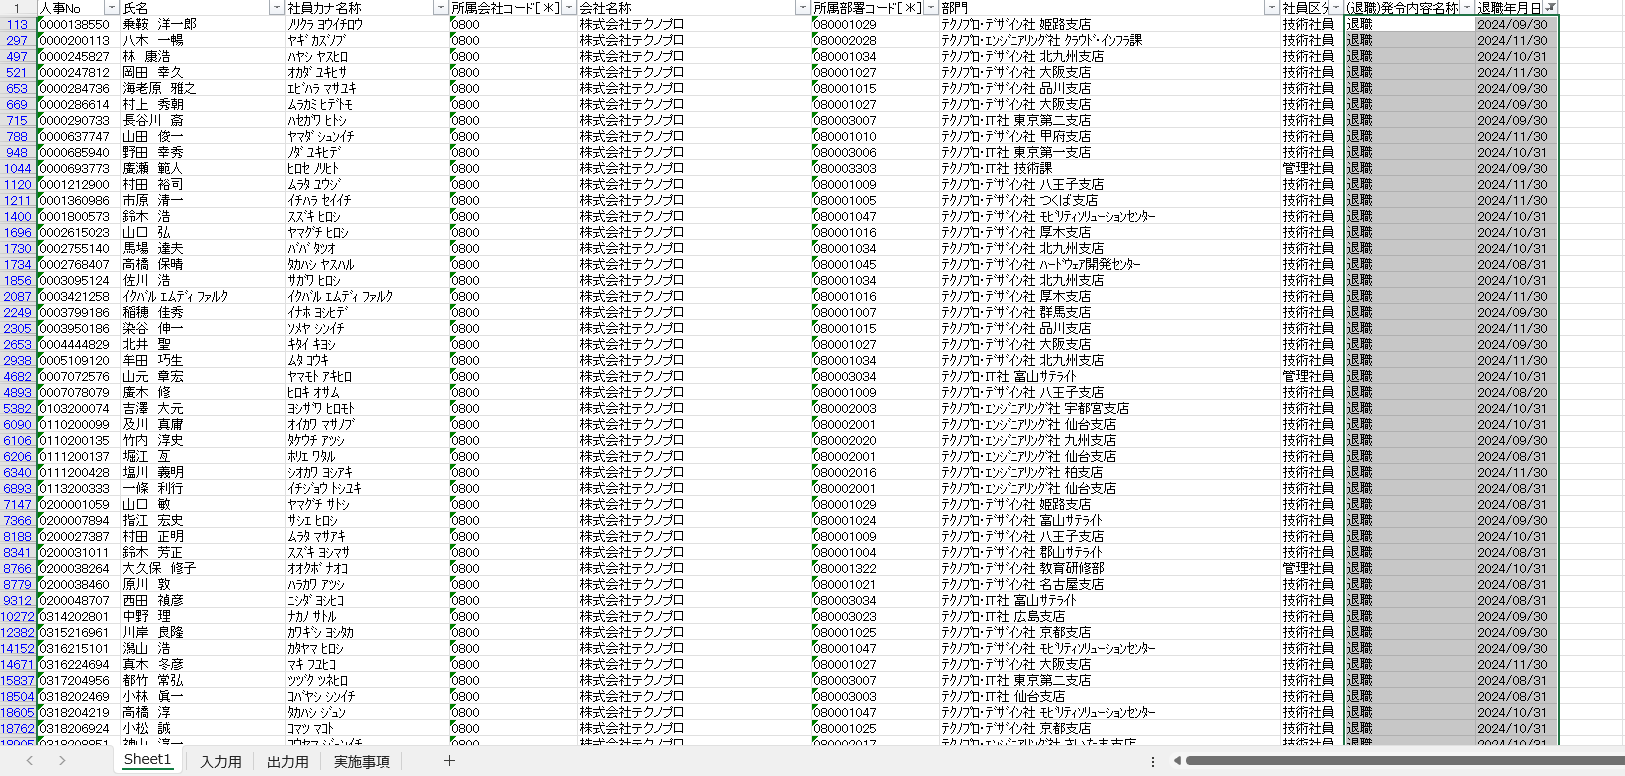 1 人事No 氏名 社員カナ名称 所属会社コード[*] 会社名称 所属部署コード[*] 部門 社員区分 (退職)発令内容名称 退職年月日
113 0000138550 乗鞍 洋一郎 ﾉﾘｸﾗ ﾖｳｲﾁﾛｳ 0800 株式会社テクノプロ 080001029 ﾃｸﾉﾌﾟﾛ･ﾃﾞｻﾞｲﾝ社 姫路支店 技術社員 退職 2024/09/30
297 0000200113 八木 一暢 ﾔｷﾞ ｶｽﾞﾉﾌﾞ 0800 株式会社テクノプロ 080002028 ﾃｸﾉﾌﾟﾛ･ｴﾝｼﾞﾆｱﾘﾝｸﾞ社 ｸﾗｳﾄﾞ･ｲﾝﾌﾗ課 技術社員 退職 2024/11/30
497 0000245827 林 康浩 ﾊﾔｼ ﾔｽﾋﾛ 0800 株式会社テクノプロ 080001034 ﾃｸﾉﾌﾟﾛ･ﾃﾞｻﾞｲﾝ社 北九州支店 技術社員 退職 2024/10/31
521 0000247812 岡田 幸久 ｵｶﾀﾞ ﾕｷﾋｻ 0800 株式会社テクノプロ 080001027 ﾃｸﾉﾌﾟﾛ･ﾃﾞｻﾞｲﾝ社 大阪支店 技術社員 退職 2024/11/30
653 0000284736 海老原 雅之 ｴﾋﾞﾊﾗ ﾏｻﾕｷ 0800 株式会社テクノプロ 080001015 ﾃｸﾉﾌﾟﾛ･ﾃﾞｻﾞｲﾝ社 品川支店 技術社員 退職 2024/09/30
669 0000286614 村上 秀朝 ﾑﾗｶﾐ ﾋﾃﾞﾄﾓ 0800 株式会社テクノプロ 080001027 ﾃｸﾉﾌﾟﾛ･ﾃﾞｻﾞｲﾝ社 大阪支店 技術社員 退職 2024/09/30
715 0000290733 長谷川 斎 ﾊｾｶﾞﾜ ﾋﾄｼ 0800 株式会社テクノプロ 080003007 ﾃｸﾉﾌﾟﾛ･IT社 東京第二支店 技術社員 退職 2024/09/30
788 0000637747 山田 俊一 ﾔﾏﾀﾞ ｼｭﾝｲﾁ 0800 株式会社テクノプロ 080001010 ﾃｸﾉﾌﾟﾛ･ﾃﾞｻﾞｲﾝ社 甲府支店 技術社員 退職 2024/11/30
948 0000685940 野田 幸秀 ﾉﾀﾞ ﾕｷﾋﾃﾞ 0800 株式会社テクノプロ 080003006 ﾃｸﾉﾌﾟﾛ･IT社 東京第一支店 技術社員 退職 2024/10/31
1044 0000693773 廣瀬 範人 ﾋﾛｾ ﾉﾘﾋﾄ 0800 株式会社テクノプロ 080003303 ﾃｸﾉﾌﾟﾛ･IT社 技術課 管理社員 退職 2024/09/30
1120 0001212900 村田 裕司 ﾑﾗﾀ ﾕｳｼﾞ 0800 株式会社テクノプロ 080001009 ﾃｸﾉﾌﾟﾛ･ﾃﾞｻﾞｲﾝ社 八王子支店 技術社員 退職 2024/11/30
1211 0001360986 市原 清一 ｲﾁﾊﾗ ｾｲｲﾁ 0800 株式会社テクノプロ 080001005 ﾃｸﾉﾌﾟﾛ･ﾃﾞｻﾞｲﾝ社 つくば支店 技術社員 退職 2024/11/30
1400 0001800573 鈴木 浩 ｽｽﾞｷ ﾋﾛｼ 0800 株式会社テクノプロ 080001047 ﾃｸﾉﾌﾟﾛ･ﾃﾞｻﾞｲﾝ社 ﾓﾋﾞﾘﾃｨｿﾘｭｰｼｮﾝｾﾝﾀｰ 技術社員 退職 2024/10/31
1696 0002615023 山口 弘 ﾔﾏｸﾞﾁ ﾋﾛｼ 0800 株式会社テクノプロ 080001016 ﾃｸﾉﾌﾟﾛ･ﾃﾞｻﾞｲﾝ社 厚木支店 技術社員 退職 2024/10/31
1730 0002755140 馬場 達夫 ﾊﾞﾊﾞ ﾀﾂｵ 0800 株式会社テクノプロ 080001034 ﾃｸﾉﾌﾟﾛ･ﾃﾞｻﾞｲﾝ社 北九州支店 技術社員 退職 2024/10/31
1734 0002768407 高橋 保晴 ﾀｶﾊｼ ﾔｽﾊﾙ 0800 株式会社テクノプロ 080001045 ﾃｸﾉﾌﾟﾛ･ﾃﾞｻﾞｲﾝ社 ﾊｰﾄﾞｳｪｱ開発ｾﾝﾀｰ 技術社員 退職 2024/08/31
1856 0003095124 佐川 浩 ｻｶﾞﾜ ﾋﾛｼ 0800 株式会社テクノプロ 080001034 ﾃｸﾉﾌﾟﾛ･ﾃﾞｻﾞｲﾝ社 北九州支店 技術社員 退職 2024/10/31
2087 0003421258 ｲｸﾊﾞﾙ ｴﾑﾃﾞｨ ﾌｧﾙｸ ｲｸﾊﾞﾙ ｴﾑﾃﾞｨ ﾌｧﾙｸ 0800 株式会社テクノプロ 080001016 ﾃｸﾉﾌﾟﾛ･ﾃﾞｻﾞｲﾝ社 厚木支店 技術社員 退職 2024/11/30
2249 0003799186 稲穂 佳秀 ｲﾅﾎ ﾖｼﾋﾃﾞ 0800 株式会社テクノプロ 080001007 ﾃｸﾉﾌﾟﾛ･ﾃﾞｻﾞｲﾝ社 群馬支店 技術社員 退職 2024/09/30
2305 0003950186 染谷 伸一 ｿﾒﾔ ｼﾝｲﾁ 0800 株式会社テクノプロ 080001015 ﾃｸﾉﾌﾟﾛ･ﾃﾞｻﾞｲﾝ社 品川支店 技術社員 退職 2024/11/30
2653 0004444829 北井 聖 ｷﾀｲ ｷﾖｼ 0800 株式会社テクノプロ 080001027 ﾃｸﾉﾌﾟﾛ･ﾃﾞｻﾞｲﾝ社 大阪支店 技術社員 退職 2024/09/30
2938 0005109120 牟田 巧生 ﾑﾀ ｺｳｷ 0800 株式会社テクノプロ 080001034 ﾃｸﾉﾌﾟﾛ･ﾃﾞｻﾞｲﾝ社 北九州支店 技術社員 退職 2024/11/30
4682 0007072576 山元 章宏 ﾔﾏﾓﾄ ｱｷﾋﾛ 0800 株式会社テクノプロ 080003034 ﾃｸﾉﾌﾟﾛ･IT社 富山ｻﾃﾗｲﾄ 管理社員 退職 2024/10/31
4893 0007078079 廣木 修 ﾋﾛｷ ｵｻﾑ 0800 株式会社テクノプロ 080001009 ﾃｸﾉﾌﾟﾛ･ﾃﾞｻﾞｲﾝ社 八王子支店 技術社員 退職 2024/08/20
5382 0103200074 吉澤 大元 ﾖｼｻﾞﾜ ﾋﾛﾓﾄ 0800 株式会社テクノプロ 080002003 ﾃｸﾉﾌﾟﾛ･ｴﾝｼﾞﾆｱﾘﾝｸﾞ社 宇都宮支店 技術社員 退職 2024/10/31
6090 0110200099 及川 真庸 ｵｲｶﾜ ﾏｻﾉﾌﾞ 0800 株式会社テクノプロ 080002001 ﾃｸﾉﾌﾟﾛ･ｴﾝｼﾞﾆｱﾘﾝｸﾞ社 仙台支店 技術社員 退職 2024/10/31
6106 0110200135 竹内 淳史 ﾀｹｳﾁ ｱﾂｼ 0800 株式会社テクノプロ 080002020 ﾃｸﾉﾌﾟﾛ･ｴﾝｼﾞﾆｱﾘﾝｸﾞ社 九州支店 技術社員 退職 2024/09/30
6206 0111200137 堀江 亙 ﾎﾘｴ ﾜﾀﾙ 0800 株式会社テクノプロ 080002001 ﾃｸﾉﾌﾟﾛ･ｴﾝｼﾞﾆｱﾘﾝｸﾞ社 仙台支店 技術社員 退職 2024/08/31
6340 0111200428 塩川 義明 ｼｵｶﾜ ﾖｼｱｷ 0800 株式会社テクノプロ 080002016 ﾃｸﾉﾌﾟﾛ･ｴﾝｼﾞﾆｱﾘﾝｸﾞ社 柏支店 技術社員 退職 2024/11/30
6893 0113200333 一條 利行 ｲﾁｼﾞｮｳ ﾄｼﾕｷ 0800 株式会社テクノプロ 080002001 ﾃｸﾉﾌﾟﾛ･ｴﾝｼﾞﾆｱﾘﾝｸﾞ社 仙台支店 技術社員 退職 2024/08/31
7147 0200001059 山口 敏 ﾔﾏｸﾞﾁ ｻﾄｼ 0800 株式会社テクノプロ 080001029 ﾃｸﾉﾌﾟﾛ･ﾃﾞｻﾞｲﾝ社 姫路支店 技術社員 退職 2024/08/31
7366 0200007894 指江 宏史 ｻｼｴ ﾋﾛｼ 0800 株式会社テクノプロ 080001024 ﾃｸﾉﾌﾟﾛ･ﾃﾞｻﾞｲﾝ社 富山ｻﾃﾗｲﾄ 技術社員 退職 2024/09/30
8188 0200027387 村田 正明 ﾑﾗﾀ ﾏｻｱｷ 0800 株式会社テクノプロ 080001009 ﾃｸﾉﾌﾟﾛ･ﾃﾞｻﾞｲﾝ社 八王子支店 技術社員 退職 2024/10/31
8341 0200031011 鈴木 芳正 ｽｽﾞｷ ﾖｼﾏｻ 0800 株式会社テクノプロ 080001004 ﾃｸﾉﾌﾟﾛ･ﾃﾞｻﾞｲﾝ社 郡山ｻﾃﾗｲﾄ 技術社員 退職 2024/08/31
8766 0200038264 大久保 修子 ｵｵｸﾎﾞ ﾅｵｺ 0800 株式会社テクノプロ 080001322 ﾃｸﾉﾌﾟﾛ･ﾃﾞｻﾞｲﾝ社 教育研修部 管理社員 退職 2024/10/31
8779 0200038460 原川 敦 ﾊﾗｶﾜ ｱﾂｼ 0800 株式会社テクノプロ 080001021 ﾃｸﾉﾌﾟﾛ･ﾃﾞｻﾞｲﾝ社 名古屋支店 技術社員 退職 2024/08/31
9312 0200048707 西田 禎彦 ﾆｼﾀﾞ ﾖｼﾋｺ 0800 株式会社テクノプロ 080003034 ﾃｸﾉﾌﾟﾛ･IT社 富山ｻﾃﾗｲﾄ 技術社員 退職 2024/08/31
10272 0314202801 中野 理 ﾅｶﾉ ｻﾄﾙ 0800 株式会社テクノプロ 080003023 ﾃｸﾉﾌﾟﾛ･IT社 広島支店 技術社員 退職 2024/09/30
12382 0315216961 川岸 良隆 ｶﾜｷﾞｼ ﾖｼﾀｶ 0800 株式会社テクノプロ 080001025 ﾃｸﾉﾌﾟﾛ･ﾃﾞｻﾞｲﾝ社 京都支店 技術社員 退職 2024/09/30
14152 0316215101 潟山 浩 ｶﾀﾔﾏ ﾋﾛｼ 0800 株式会社テクノプロ 080001047 ﾃｸﾉﾌﾟﾛ･ﾃﾞｻﾞｲﾝ社 ﾓﾋﾞﾘﾃｨｿﾘｭｰｼｮﾝｾﾝﾀｰ 技術社員 退職 2024/09/30
14671 0316224694 真木 冬彦 ﾏｷ ﾌﾕﾋｺ 0800 株式会社テクノプロ 080001027 ﾃｸﾉﾌﾟﾛ･ﾃﾞｻﾞｲﾝ社 大阪支店 技術社員 退職 2024/11/30
15837 0317204956 都竹 常弘 ﾂﾂﾞｸ ﾂﾈﾋﾛ 0800 株式会社テクノプロ 080003007 ﾃｸﾉﾌﾟﾛ･IT社 東京第二支店 技術社員 退職 2024/08/31
18504 0318202469 小林 眞一 ｺﾊﾞﾔｼ ｼﾝｲﾁ 0800 株式会社テクノプロ 080003003 ﾃｸﾉﾌﾟﾛ･IT社 仙台支店 技術社員 退職 2024/08/31
18605 0318204219 高橋 淳 ﾀｶﾊｼ ｼﾞｭﾝ 0800 株式会社テクノプロ 080001047 ﾃｸﾉﾌﾟﾛ･ﾃﾞｻﾞｲﾝ社 ﾓﾋﾞﾘﾃｨｿﾘｭｰｼｮﾝｾﾝﾀｰ 技術社員 退職 2024/10/31
18762 0318206924 小松 誠 ｺﾏﾂ ﾏｺﾄ 0800 株式会社テクノプロ 080001025 ﾃｸﾉﾌﾟﾛ･ﾃﾞｻﾞｲﾝ社 京都支店 技術社員 退職 2024/09/30
18905 0318208851 神山 淳一 ｺｳﾔﾏ ｼﾞｭﾝｲﾁ 0800 株式会社テクノプロ 080002017 ﾃｸﾉﾌﾟﾛ･ｴﾝｼﾞﾆｱﾘﾝｸﾞ社 さいたま支店 技術社員 退職 2024/10/31
Sheet1 入力用 出力用 実施事項